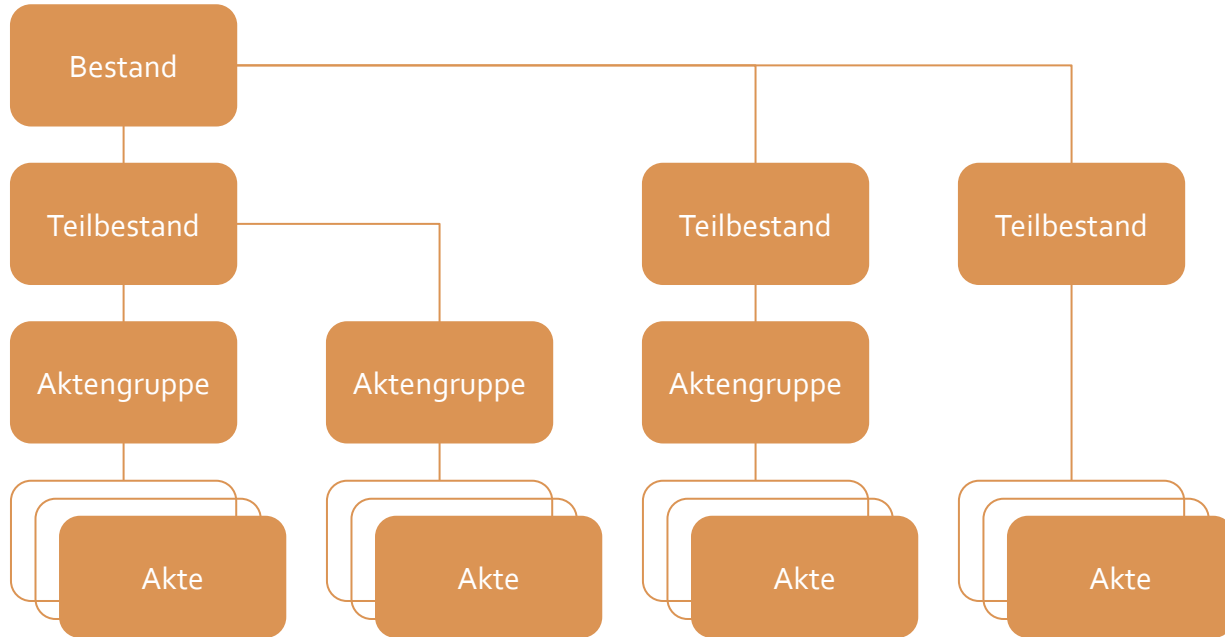 Bestand
Teilbestand
Teilbestand
Teilbestand
Aktengruppe
Aktengruppe
Aktengruppe
Akte
Akte
Akte
Akte